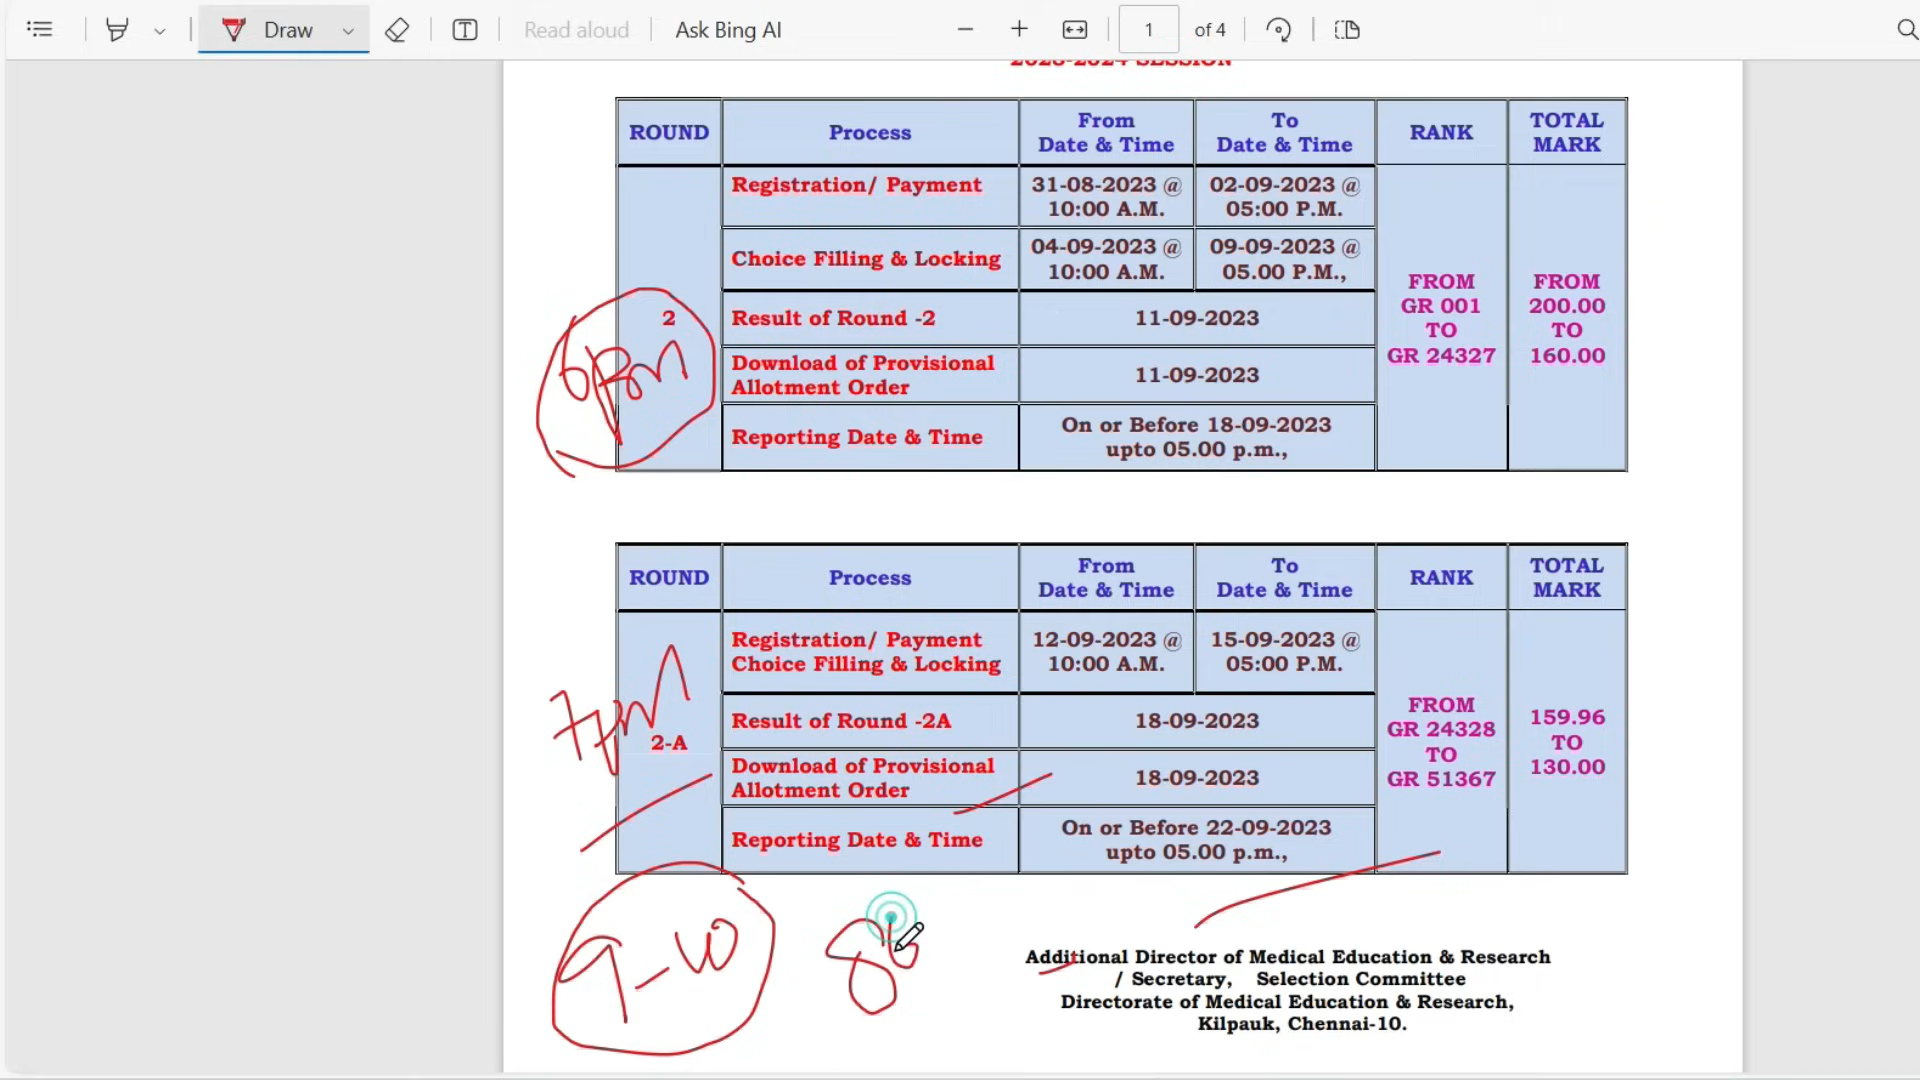 Draw
Read aloud
Ask Bing AI
1 of 4
2023-2024 SESSION
ROUND Process From Date & Time To Date & Time RANK TOTAL MARK
2
Registration/ Payment 31-08-2023 @ 10:00 A.M. 02-09-2023 @ 05:00 P.M.
Choice Filling & Locking 04-09-2023 @ 10:00 A.M. 09-09-2023 @ 05.00 P.M.,
Result of Round -2 11-09-2023
Download of Provisional Allotment Order 11-09-2023
Reporting Date & Time On or Before 18-09-2023 upto 05.00 p.m.,
FROM GR 001 TO GR 24327
FROM 200.00 TO 160.00
6pm
ROUND Process From Date & Time To Date & Time RANK TOTAL MARK
2-A
Registration/ Payment Choice Filling & Locking 12-09-2023 @ 10:00 A.M. 15-09-2023 @ 05:00 P.M.
Result of Round -2A 18-09-2023
Download of Provisional Allotment Order 18-09-2023
Reporting Date & Time On or Before 22-09-2023 upto 05.00 p.m.,
FROM GR 24328 TO GR 51367
159.96 TO 130.00
7pm
9-10
Additional Director of Medical Education & Research
/ Secretary, Selection Committee
Directorate of Medical Education & Research,
Kilpauk, Chennai-10.